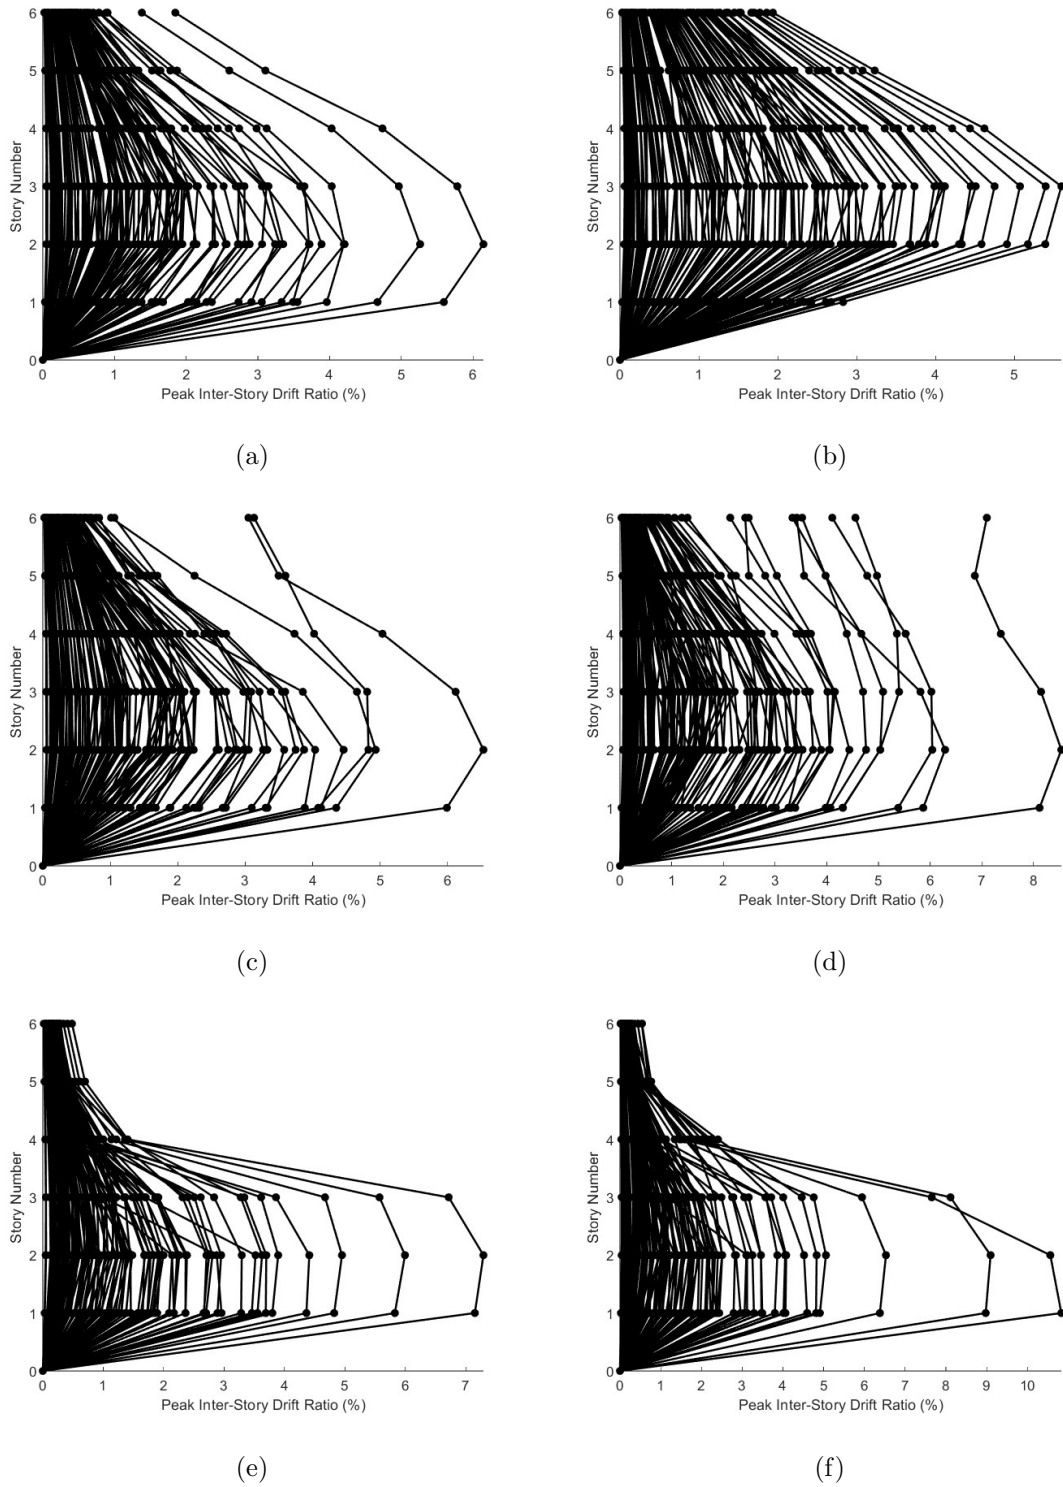 6
5
4
3
2
1
0
Story Number
0 1 2 3 4 5 6
Peak Inter-Story Drift Ratio (%)
(a)
6
5
4
3
2
1
0
Story Number
0 1 2 3 4 5
Peak Inter-Story Drift Ratio (%)
(b)
6
5
4
3
2
1
0
Story Number
0 1 2 3 4 5 6
Peak Inter-Story Drift Ratio (%)
(c)
6
5
4
3
2
1
0
Story Number
0 1 2 3 4 5 6 7 8
Peak Inter-Story Drift Ratio (%)
(d)
6
5
4
3
2
1
0
Story Number
0 1 2 3 4 5 6 7
Peak Inter-Story Drift Ratio (%)
(e)
6
5
4
3
2
1
0
Story Number
0 1 2 3 4 5 6 7 8 9 10
Peak Inter-Story Drift Ratio (%)
(f)